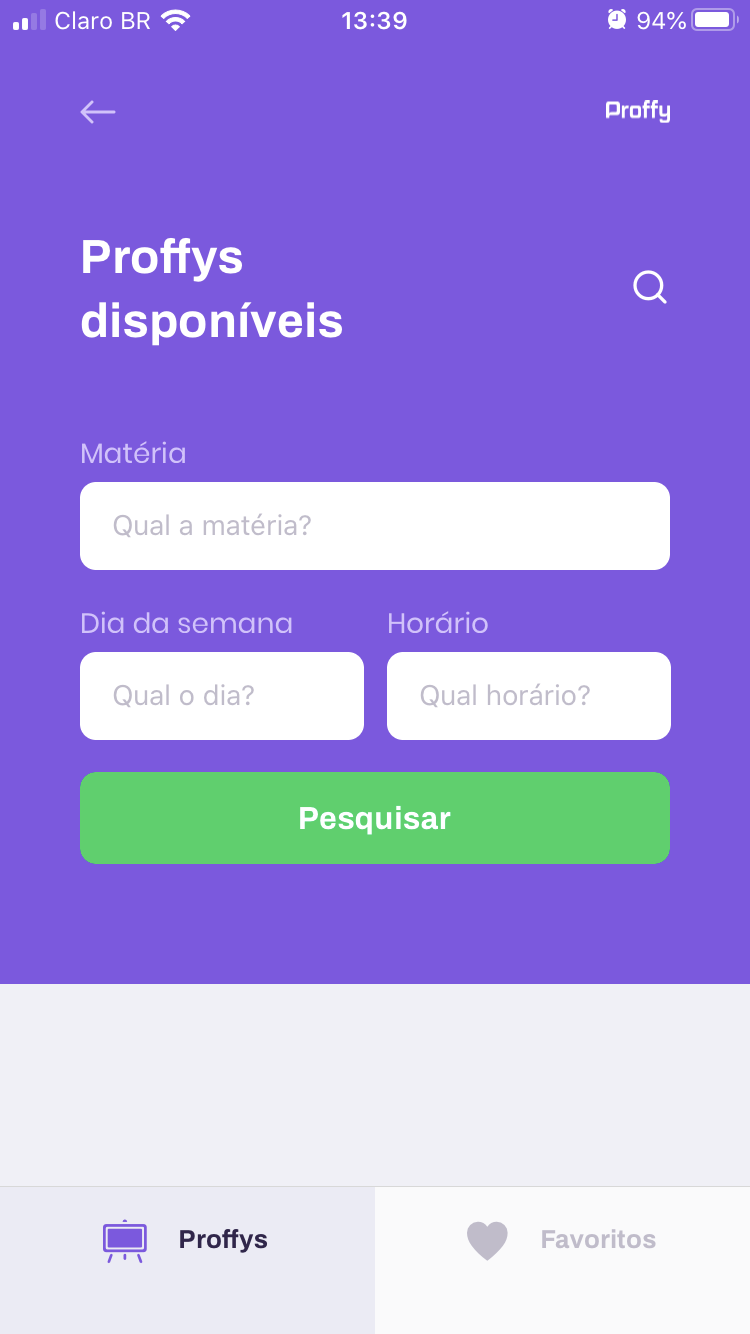 Claro BR 13:39 94%
Proffy
Proffys
disponíveis
Matéria
Qual a matéria?
Dia da semana Horário
Qual o dia? Qual horário?
Pesquisar
Proffys Favoritos